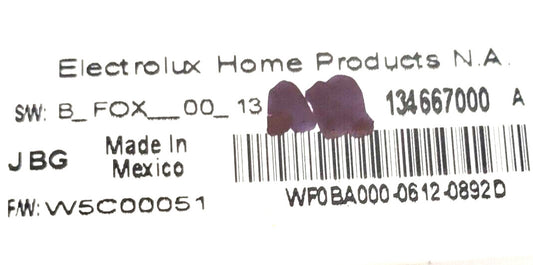 Electrolux Home Products N.A.
S/W: B_FOX__00_13 134667000 A
JBG Made In Mexico
F/W: W5C00051 WF0BA000-0612-0892D